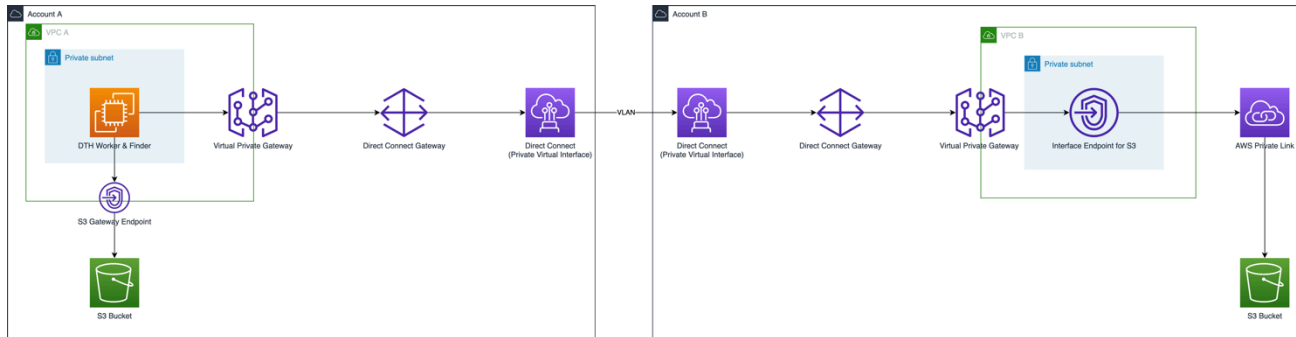 Account A
VPC A
Private subnet
DTH Worker & Finder
Virtual Private Gateway
Direct Connect Gateway
Direct Connect
(Private Virtual Interface)
S3 Gateway Endpoint
S3 Bucket
VLAN
Account B
Direct Connect
(Private Virtual Interface)
Direct Connect Gateway
Virtual Private Gateway
VPC B
Private subnet
Interface Endpoint for S3
AWS Private Link
S3 Bucket